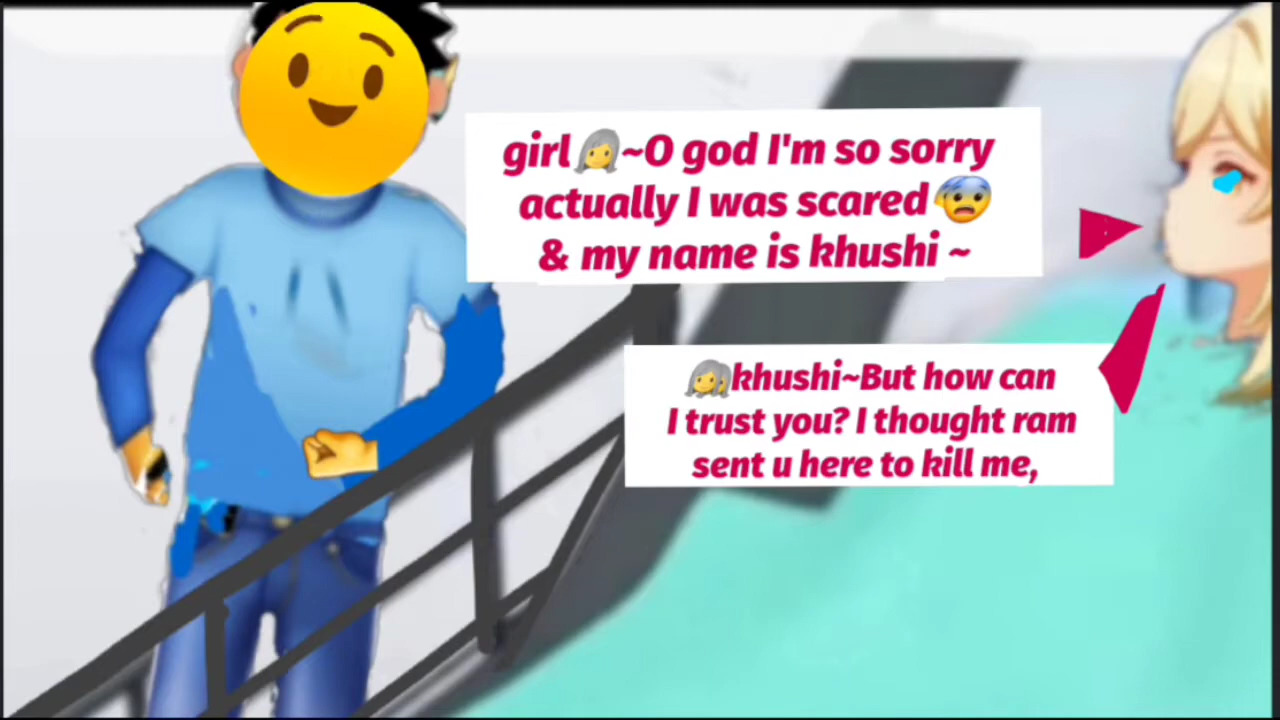 girl👩‍🦳~O god I'm so sorry
actually I was scared😰
& my name is khushi ~
👩‍🦳khushi~But how can
I trust you? I thought ram
sent u here to kill me,